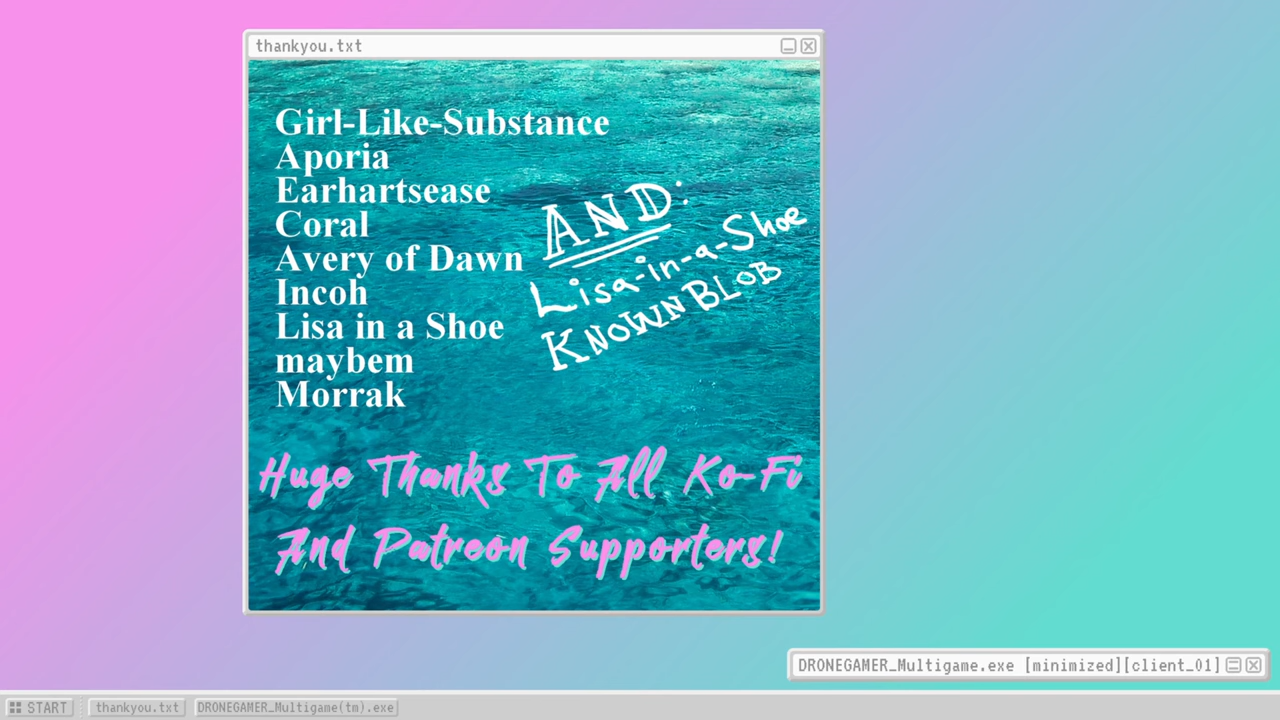 thankyou.txt
Girl-Like-Substance
Aporia
Earhartsease
Coral
Avery of Dawn
Incoh
Lisa in a Shoe
maybem
Morrak
AND:
Lisa-in-a-Shoe
KNOWN BLOB
Huge Thanks To All Ko-Fi
And Patreon Supporters!
DRONEGAMER_Multigame.exe [minimized][client_01]
START
thankyou.txt
DRONEGAMER_Multigame(tm).exe